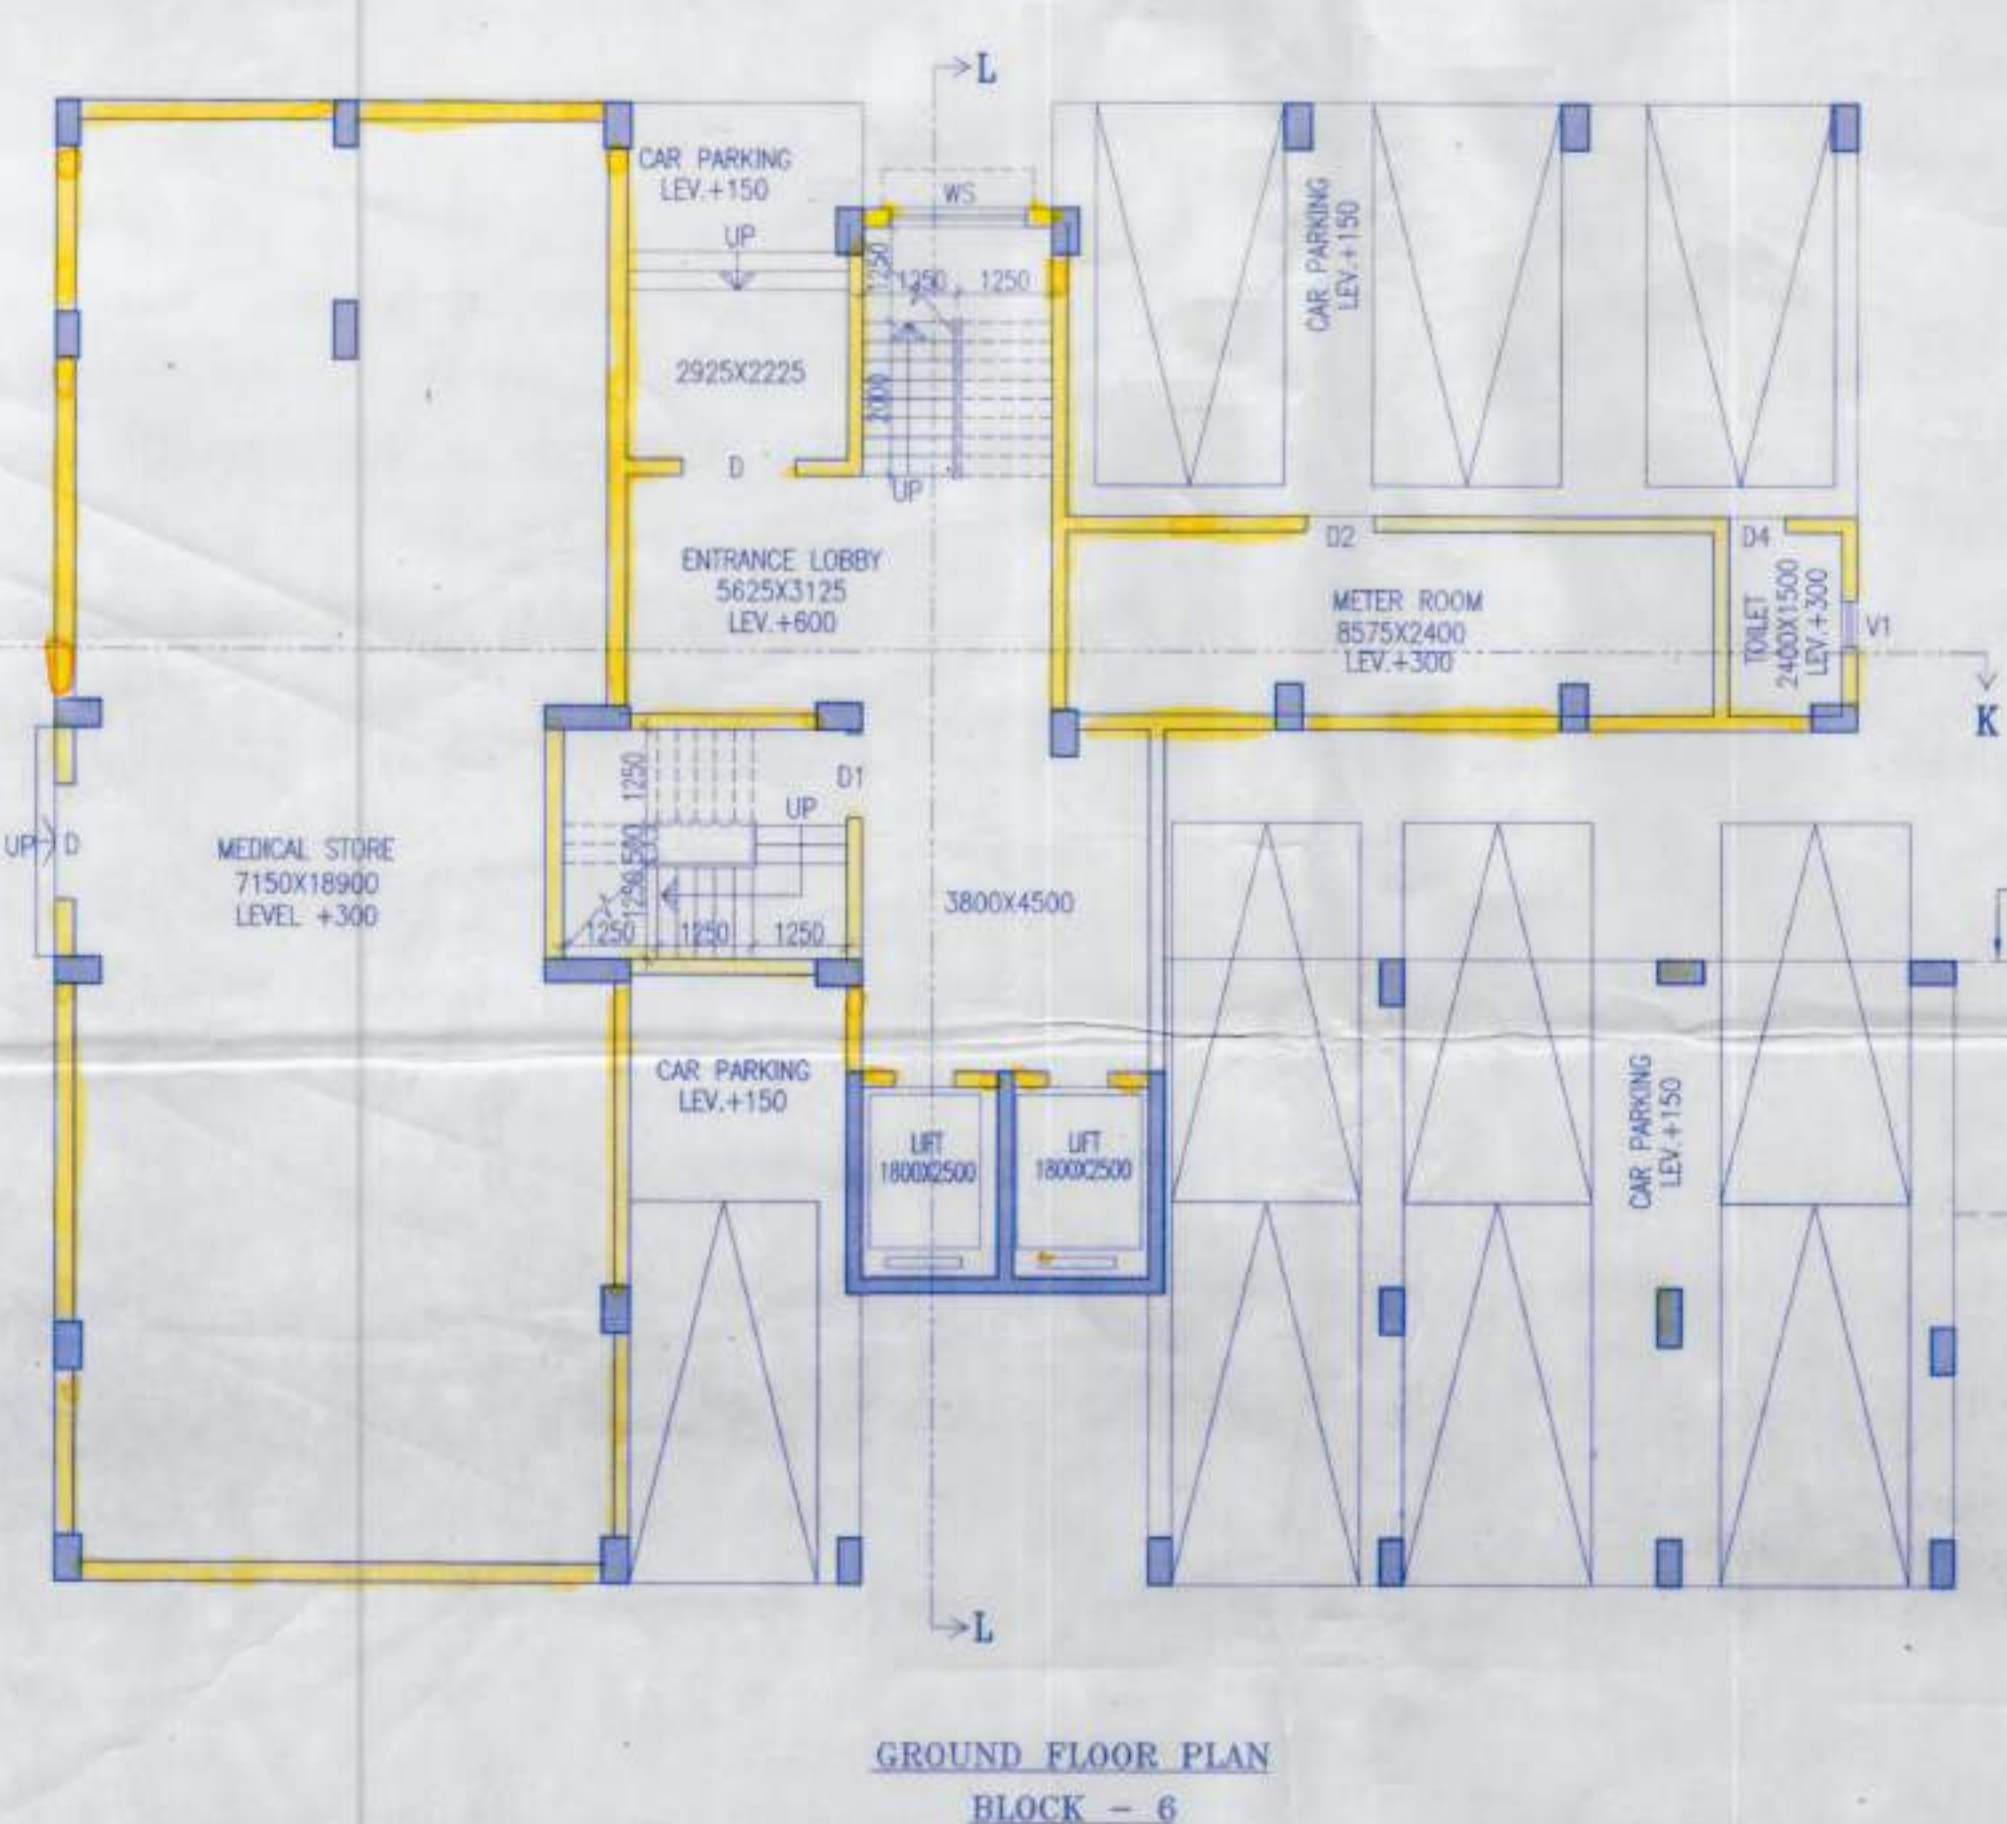 L
CAR PARKING
LEV.+150
WS
UP
1250
1250
1250
CAR PARKING
LEV.+150
2925X2225
2000
D
UP
ENTRANCE LOBBY
5625X3125
LEV.+600
D2
D4
METER ROOM
8575X2400
LEV.+300
TOILET
2400X1500
LEV.+300
V1
K
1250
D1
UP
UP
D
MEDICAL STORE
7150X18900
LEVEL +300
500
1250
1250
1250
1250
3800X4500
CAR PARKING
LEV.+150
CAR PARKING
LEV.+150
LIFT
1800X2500
LIFT
1800X2500
L
GROUND FLOOR PLAN
BLOCK - 6